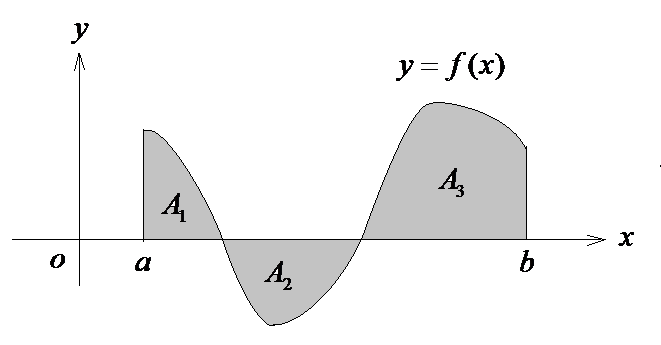 y
y = f(x)
A₁
A₃
x
o
a
A₂
b